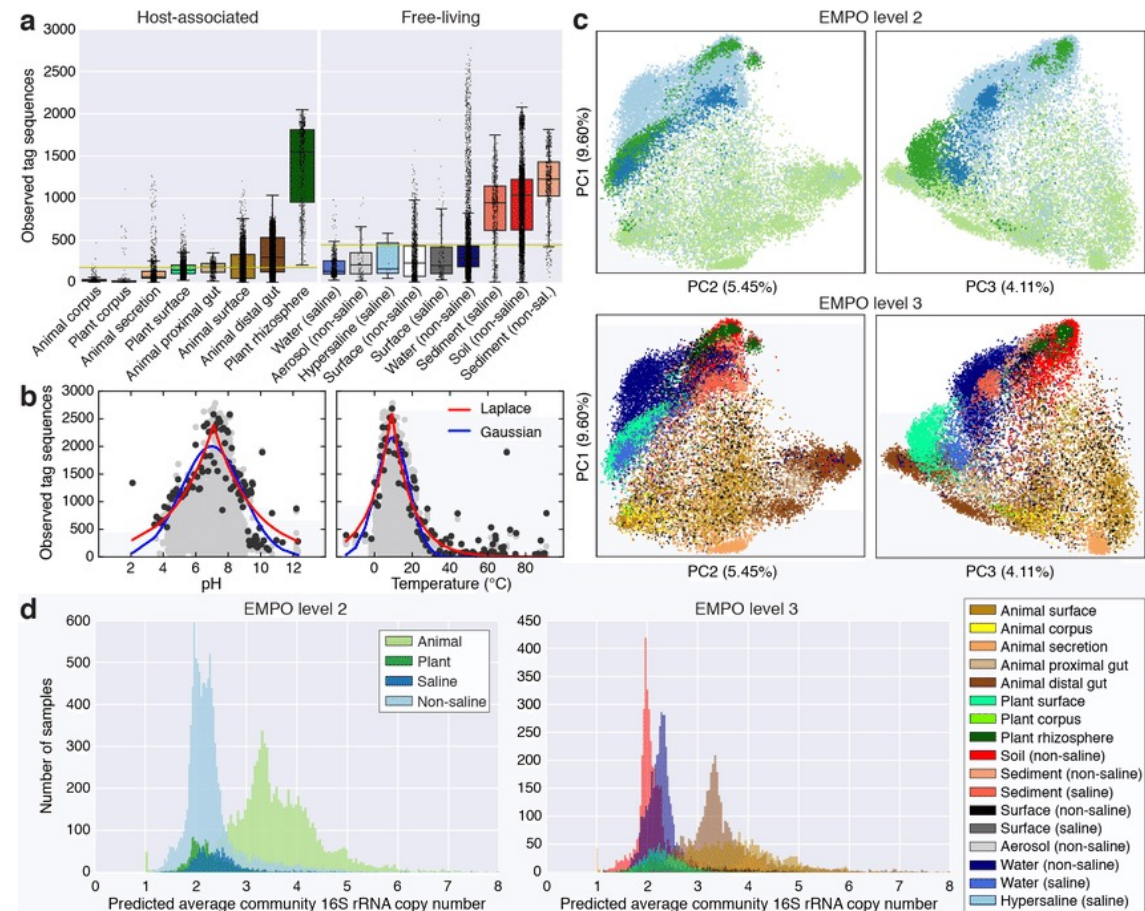 a
Host-associated
Free-living
Observed tag sequences
3000
2500
2000
1500
1000
500
0
Animal corpus
Plant corpus
Animal secretion
Plant surface
Animal proximal gut
Animal surface
Animal distal gut
Plant rhizosphere
Water (saline)
Aerosol (non-saline)
Hypersaline (saline)
Surface (non-saline)
Surface (saline)
Water (non-saline)
Sediment (saline)
Soil (non-saline)
Sediment (non-sal.)
b
Observed tag sequences
3000
2500
2000
1500
1000
500
0
2 4 6 8 10 12
pH
Laplace
Gaussian
0 20 40 60 80
Temperature (°C)
c
EMPO level 2
PC1 (9.60%)
PC2 (5.45%)
PC3 (4.11%)
EMPO level 3
PC1 (9.60%)
PC2 (5.45%)
PC3 (4.11%)
d
EMPO level 2
Number of samples
600
500
400
300
200
100
0
0 1 2 3 4 5 6 7 8
Predicted average community 16S rRNA copy number
Animal
Plant
Saline
Non-saline
EMPO level 3
450
400
350
300
250
200
150
100
50
0
0 1 2 3 4 5 6 7 8
Predicted average community 16S rRNA copy number
Animal surface
Animal corpus
Animal secretion
Animal proximal gut
Animal distal gut
Plant surface
Plant corpus
Plant rhizosphere
Soil (non-saline)
Sediment (non-saline)
Sediment (saline)
Surface (non-saline)
Surface (saline)
Aerosol (non-saline)
Water (non-saline)
Water (saline)
Hypersaline (saline)